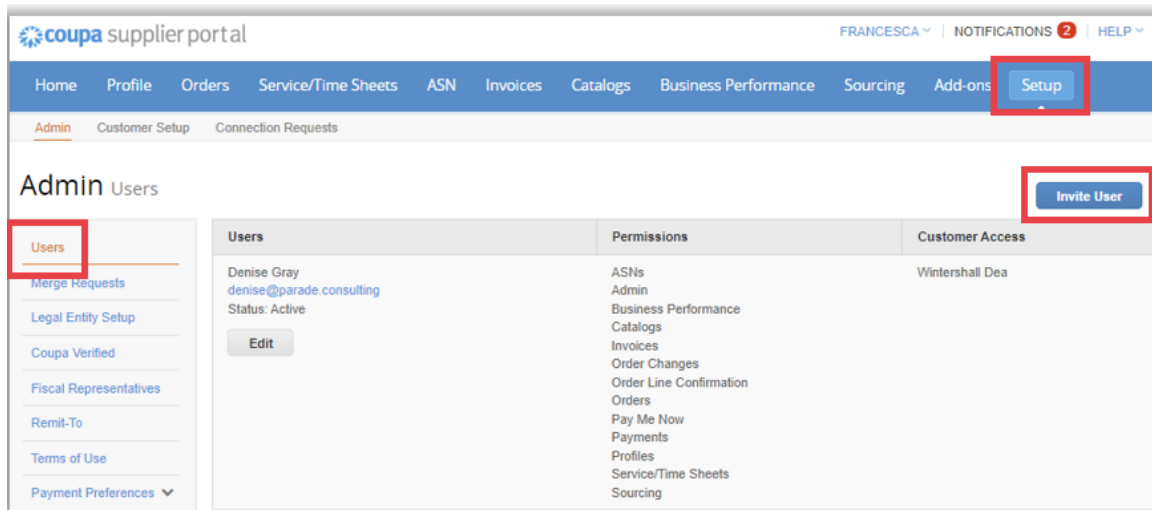 coupa supplier portal
FRANCESCA NOTIFICATIONS 2 HELP
Home Profile Orders Service/Time Sheets ASN Invoices Catalogs Business Performance Sourcing Add-ons Setup
Admin Customer Setup Connection Requests
Admin Users
Invite User
Users
Merge Requests
Legal Entity Setup
Coupa Verified
Fiscal Representatives
Remit-To
Terms of Use
Payment Preferences
Users Permissions Customer Access
Denise Gray
denise@parade.consulting
Status: Active
Edit
ASNs
Admin
Business Performance
Catalogs
Invoices
Order Changes
Order Line Confirmation
Orders
Pay Me Now
Payments
Profiles
Service/Time Sheets
Sourcing
Wintershall Dea